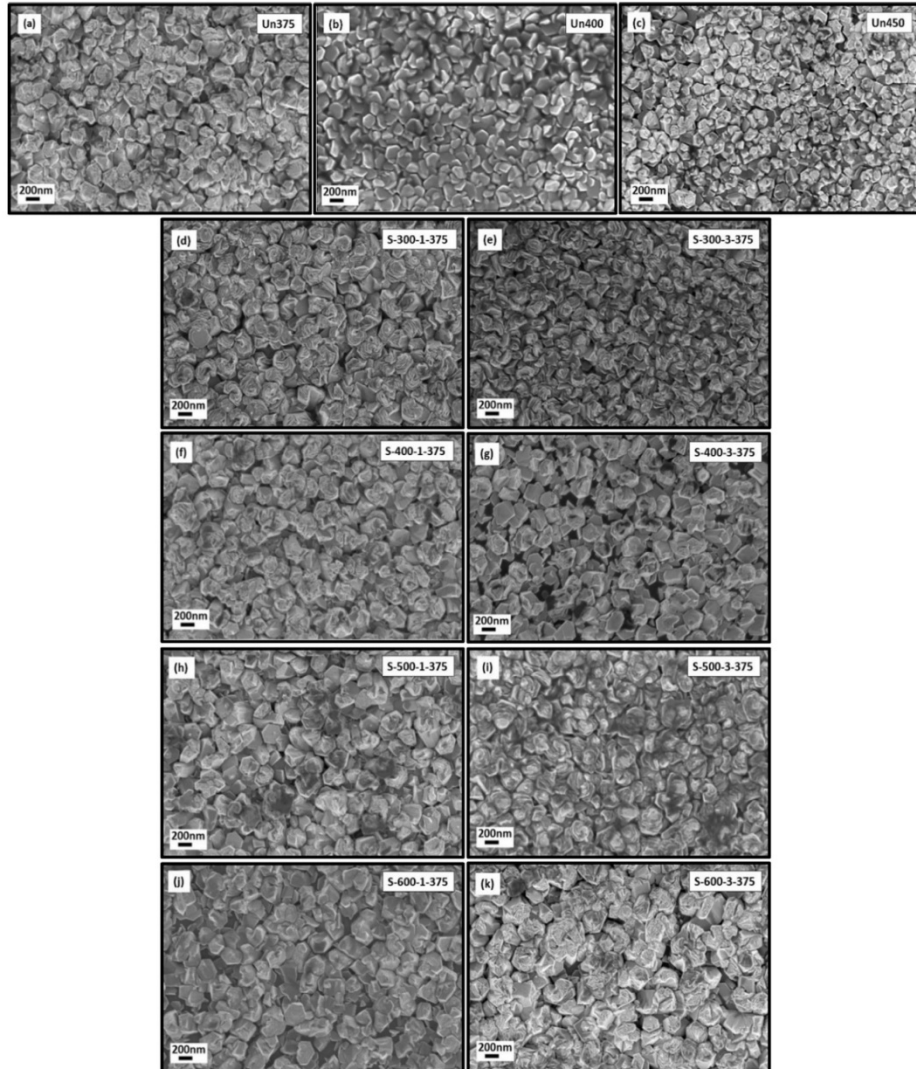 (a) Un375
200nm
(b) Un400
200nm
(c) Un450
200nm
(d) S-300-1-375
200nm
(e) S-300-3-375
200nm
(f) S-400-1-375
200nm
(g) S-400-3-375
200nm
(h) S-500-1-375
200nm
(i) S-500-3-375
200nm
(j) S-600-1-375
200nm
(k) S-600-3-375
200nm